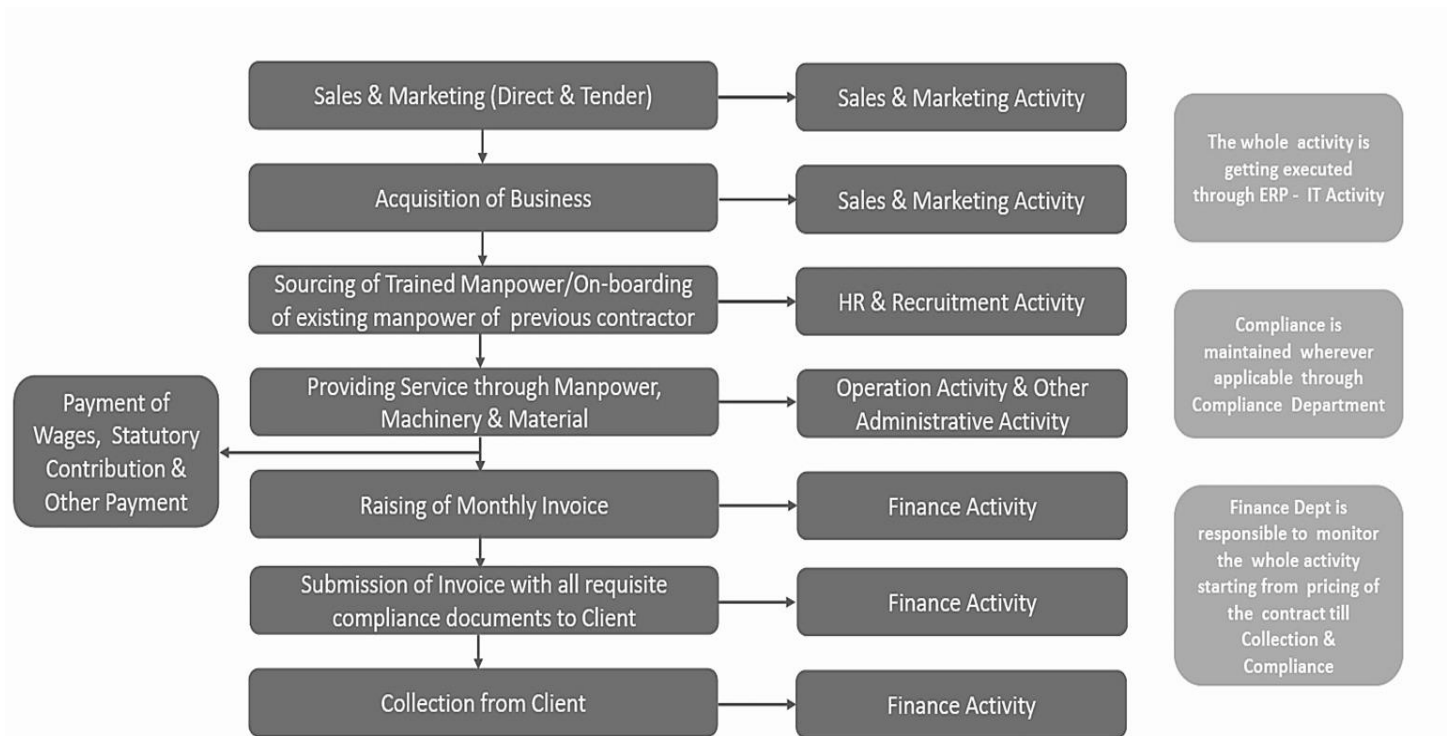 Sales & Marketing (Direct & Tender)
Sales & Marketing Activity
Acquisition of Business
Sales & Marketing Activity
Sourcing of Trained Manpower/On-boarding
of existing manpower of previous contractor
HR & Recruitment Activity
Providing Service through Manpower,
Machinery & Material
Operation Activity & Other
Administrative Activity
Payment of
Wages, Statutory
Contribution &
Other Payment
Raising of Monthly Invoice
Finance Activity
Submission of Invoice with all requisite
compliance documents to Client
Finance Activity
Collection from Client
Finance Activity
The whole activity is
getting executed
through ERP - IT Activity
Compliance is
maintained wherever
applicable through
Compliance Department
Finance Dept is
responsible to monitor
the whole activity
starting from pricing of
the contract till
Collection &
Compliance